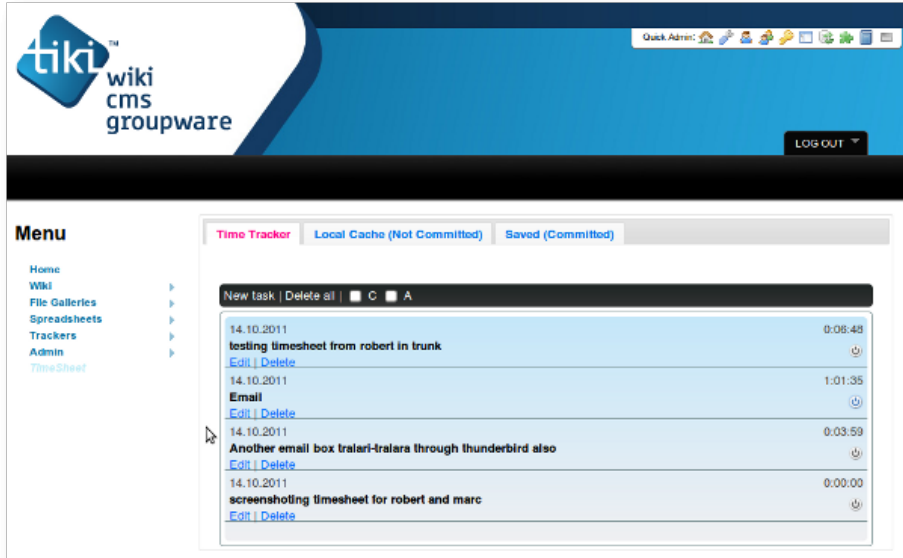 tiki™
wiki
cms
groupware
Quick Admin:
LOG OUT
Menu
Home
Wiki
File Galleries
Spreadsheets
Trackers
Admin
TimeSheet
Time Tracker Local Cache (Not Committed) Saved (Committed)
New task | Delete all | C A
14.10.2011 0:06:48
testing timesheet from robert in trunk
Edit | Delete
14.10.2011 1:01:35
Email
Edit | Delete
14.10.2011 0:03:59
Another email box tralari-tralara through thunderbird also
Edit | Delete
14.10.2011 0:00:00
screenshoting timesheet for robert and marc
Edit | Delete